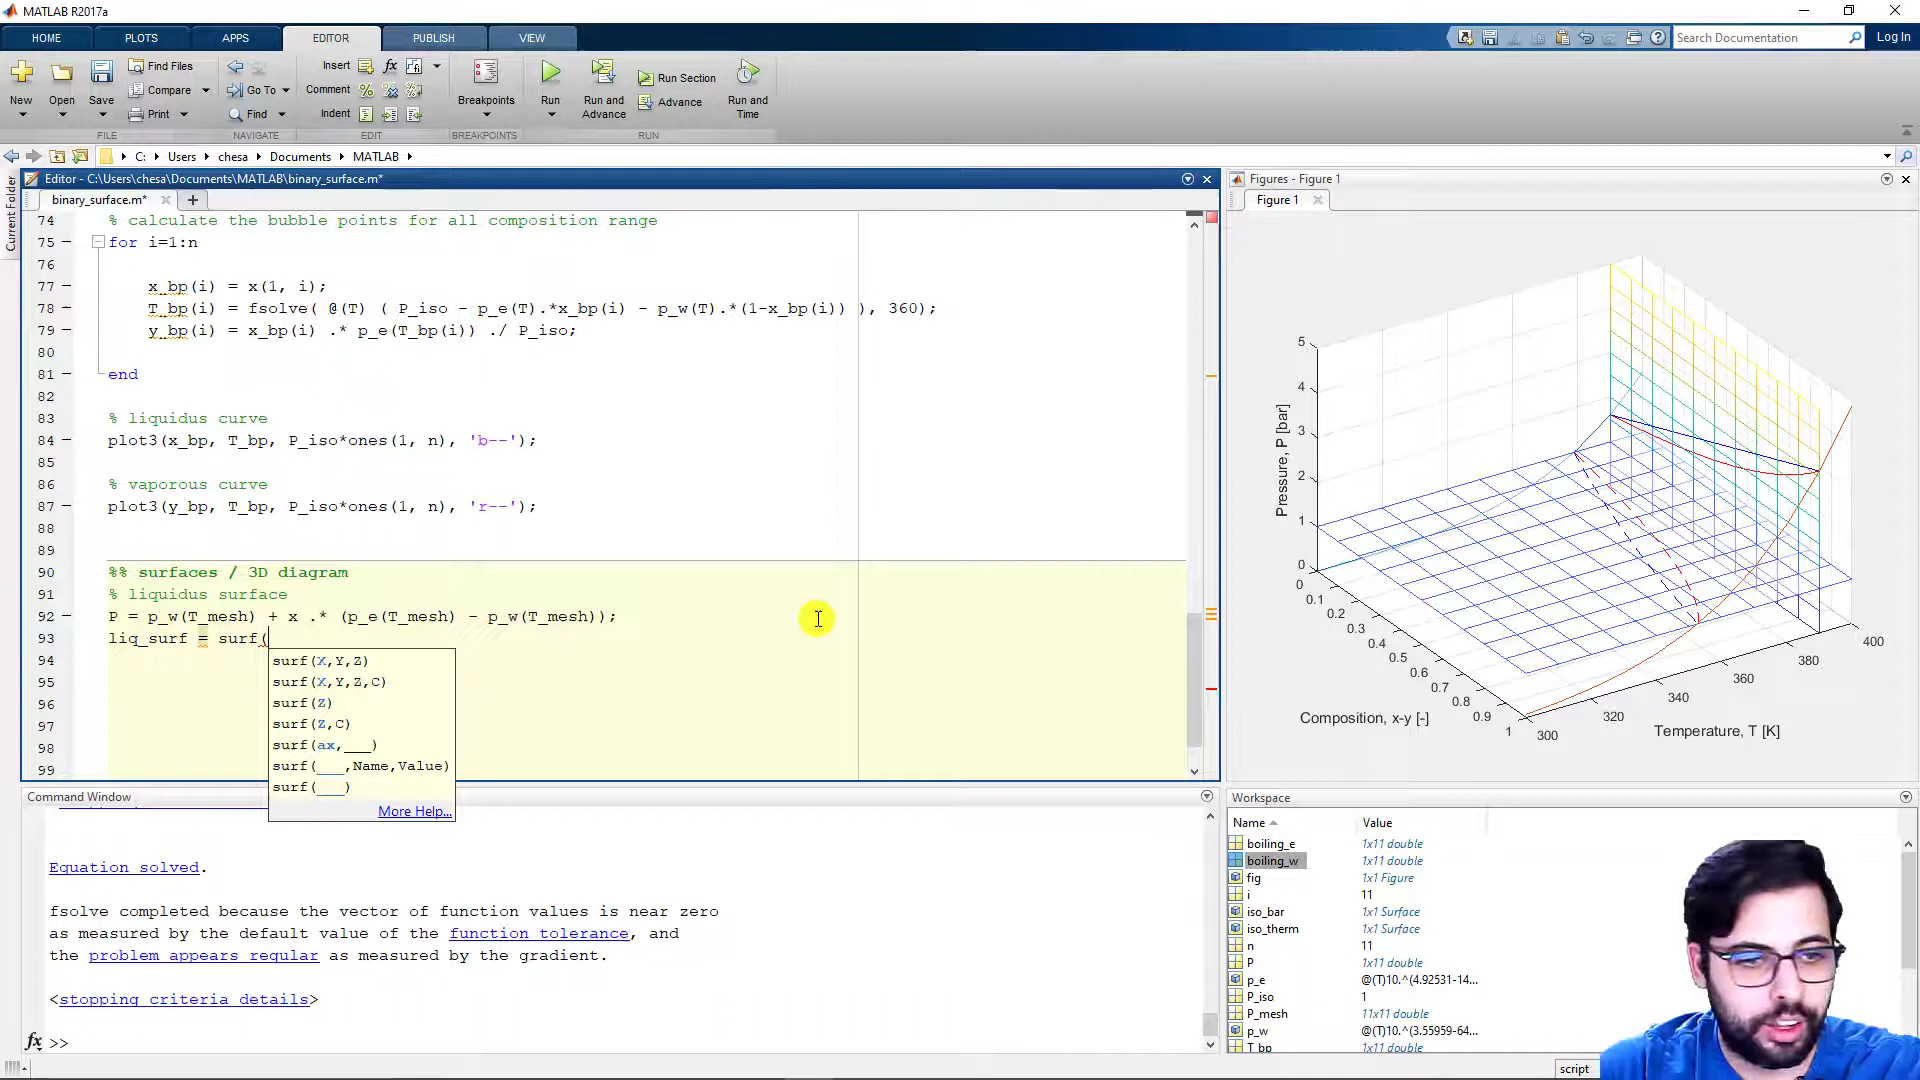 MATLAB R2017a
HOME PLOTS APPS EDITOR PUBLISH VIEW
Search Documentation
Log In
New Open Save
Find Files
Compare
Print
FILE
Go To
Find
NAVIGATE
Insert fx
Comment
Indent
EDIT
Breakpoints
BREAKPOINTS
Run
Run and Advance
Run Section
Advance
Run and Time
RUN
C: Users chesa Documents MATLAB
Current Folder
Editor - C:\Users\chesa\Documents\MATLAB\binary_surface.m*
binary_surface.m*
74 % calculate the bubble points for all composition range
75 for i=1:n
76
77 x_bp(i) = x(1, i);
78 T_bp(i) = fsolve( @(T) ( P_iso - p_e(T).*x_bp(i) - p_w(T).*(1-x_bp(i)) ), 360);
79 y_bp(i) = x_bp(i) .* p_e(T_bp(i)) ./ P_iso;
80
81 end
82
83 % liquidus curve
84 plot3(x_bp, T_bp, P_iso*ones(1, n), 'b--');
85
86 % vaporous curve
87 plot3(y_bp, T_bp, P_iso*ones(1, n), 'r--');
88
89
90 %% surfaces / 3D diagram
91 % liquidus surface
92 P = p_w(T_mesh) + x .* (p_e(T_mesh) - p_w(T_mesh));
93 liq_surf = surf(
94
95
96
97
98
99
surf(X,Y,Z)
surf(X,Y,Z,C)
surf(Z)
surf(Z,C)
surf(ax,___)
surf(___,Name,Value)
surf(___)
More Help...
Command Window
Equation solved.
fsolve completed because the vector of function values is near zero
as measured by the default value of the function tolerance, and
the problem appears regular as measured by the gradient.
<stopping criteria details>
fx >>
Figures - Figure 1
Figure 1
Pressure, P [bar]
5
4
3
2
1
0
0
0.1
0.2
0.3
0.4
0.5
0.6
0.7
0.8
0.9
1
Composition, x-y [-]
300
320
340
360
380
400
Temperature, T [K]
Workspace
Name Value
boiling_e 1x11 double
boiling_w 1x11 double
fig 1x1 Figure
i 11
iso_bar 1x1 Surface
iso_therm 1x1 Surface
n 11
P 1x11 double
p_e @(T)10.^(4.92531-14...
P_iso 1
P_mesh 11x11 double
p_w @(T)10.^(3.55959-64...
T_bp 1x11 double
script